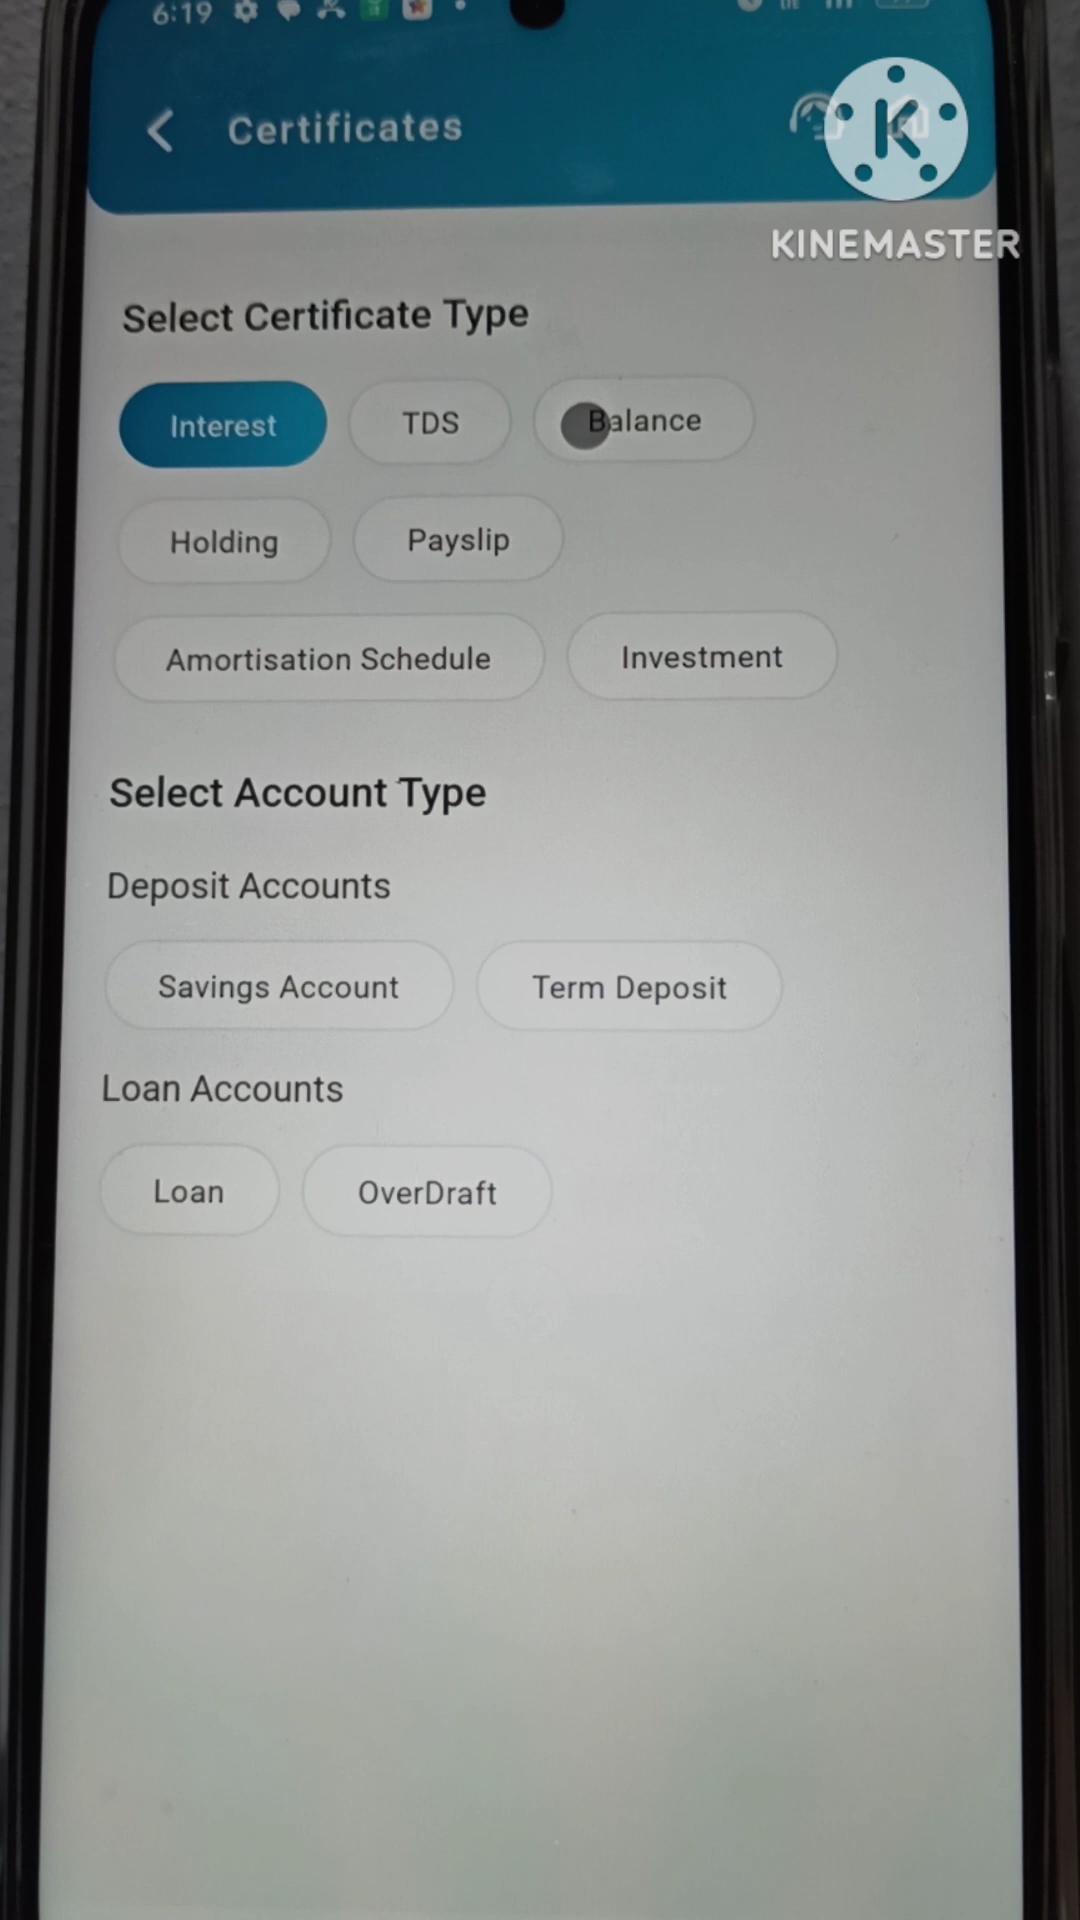 6:19
Certificates
K
KINEMASTER
Select Certificate Type
Interest TDS Balance
Holding Payslip
Amortisation Schedule Investment
Select Account Type
Deposit Accounts
Savings Account Term Deposit
Loan Accounts
Loan OverDraft